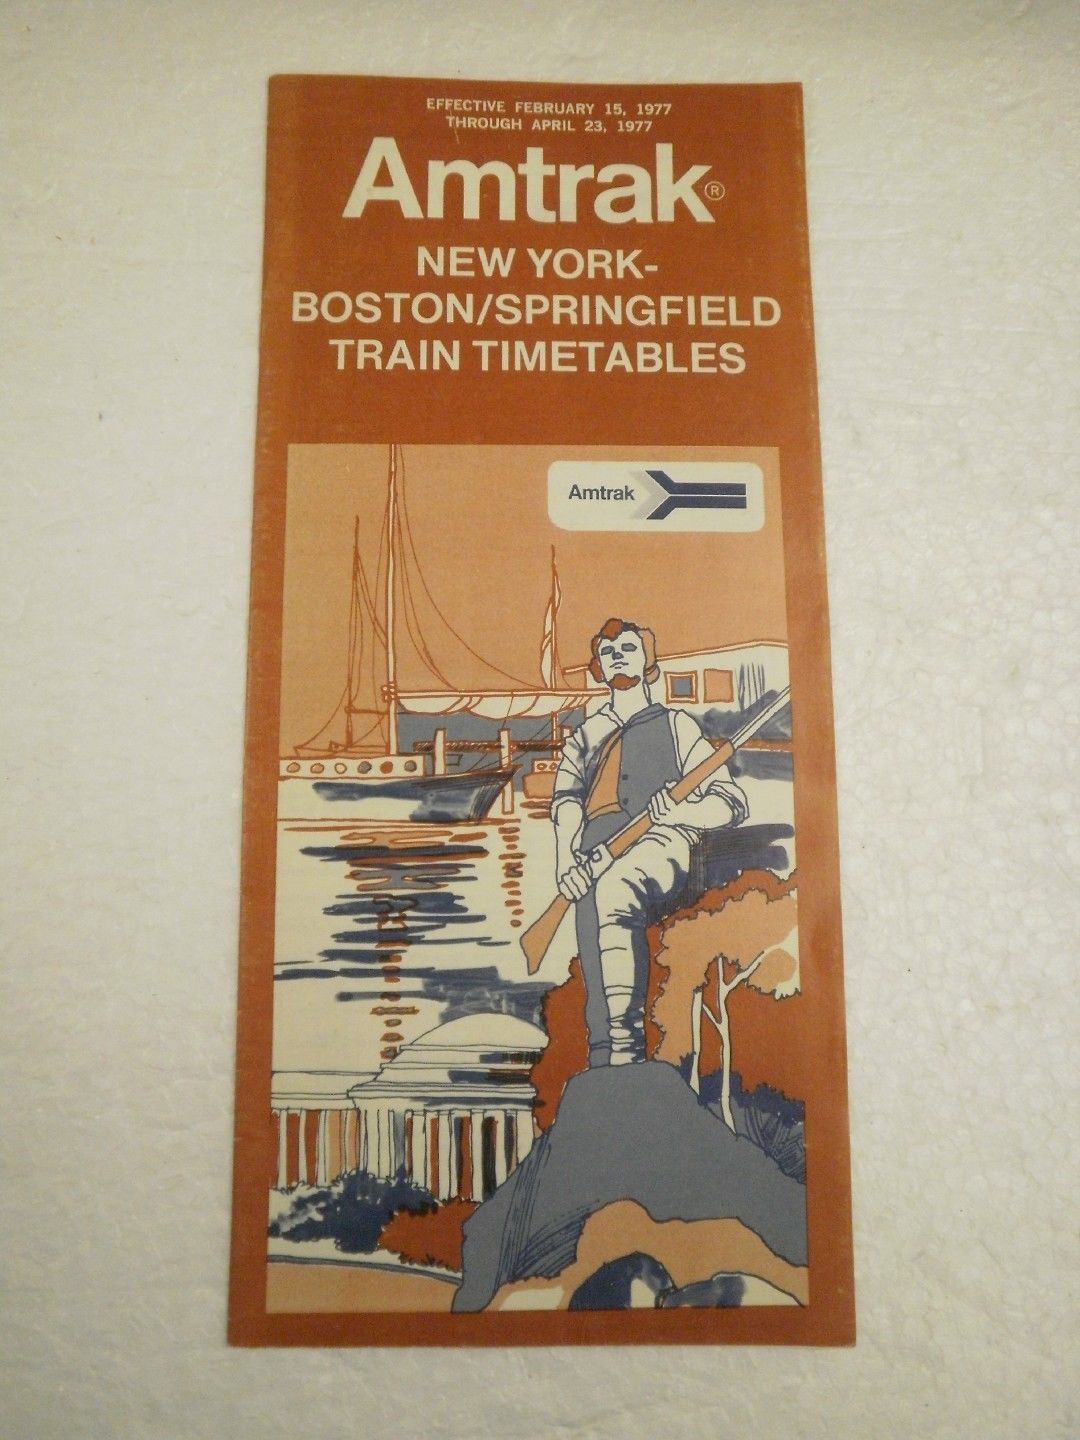 EFFECTIVE FEBRUARY 15, 1977
THROUGH APRIL 23, 1977
Amtrak®
NEW YORK-
BOSTON/SPRINGFIELD
TRAIN TIMETABLES
Amtrak